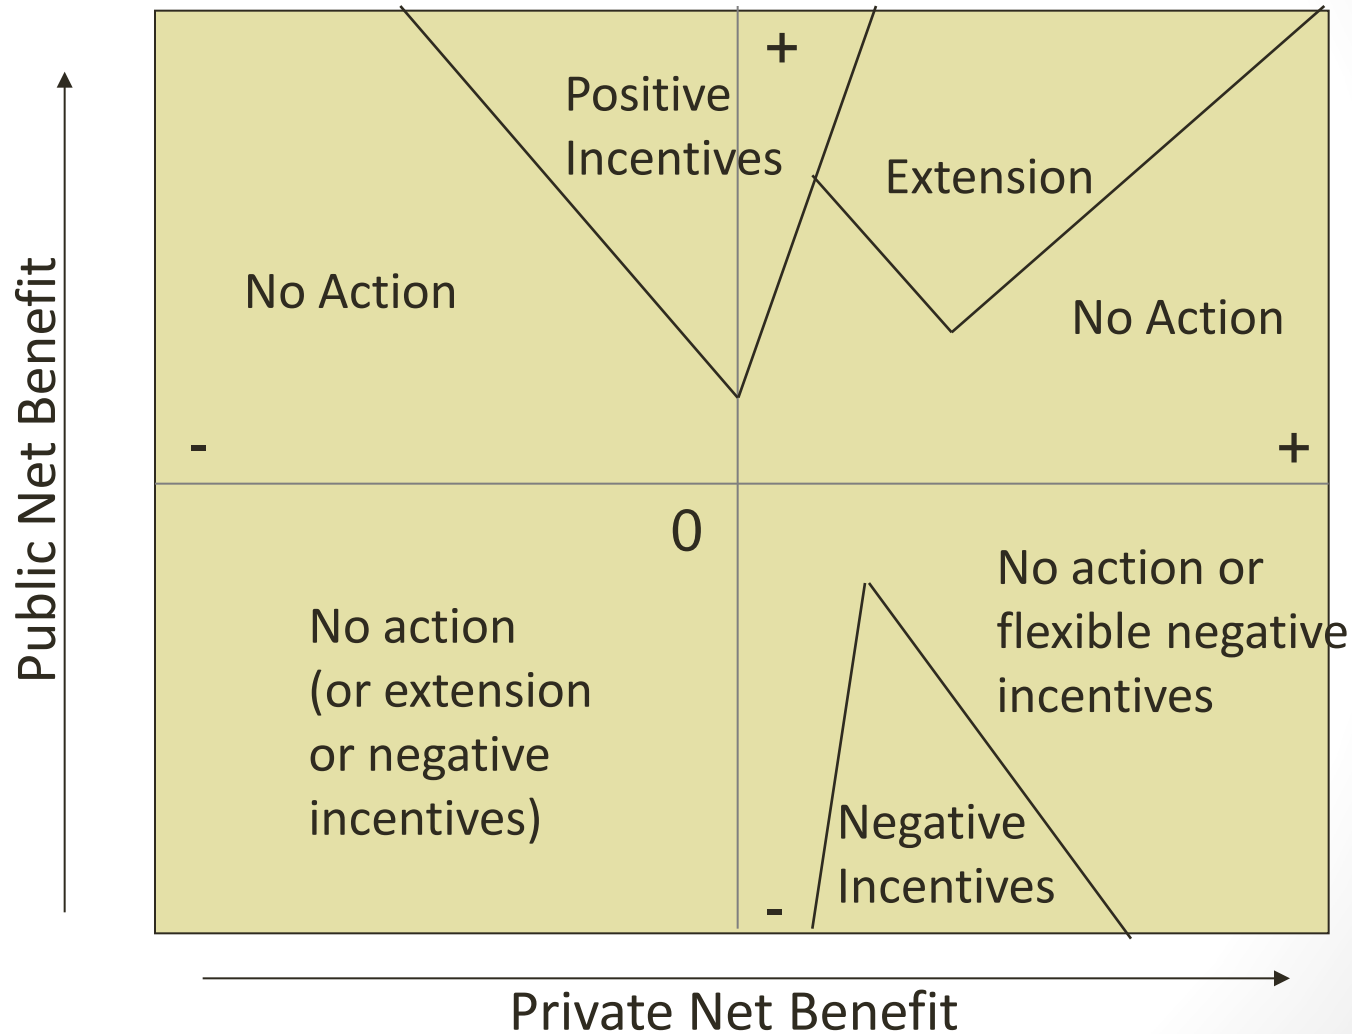 +
Positive
Incentives
Extension
No Action
No Action
-
+
0
No action or
flexible negative
incentives
No action
(or extension
or negative
incentives)
Negative
Incentives
-
Public Net Benefit
Private Net Benefit